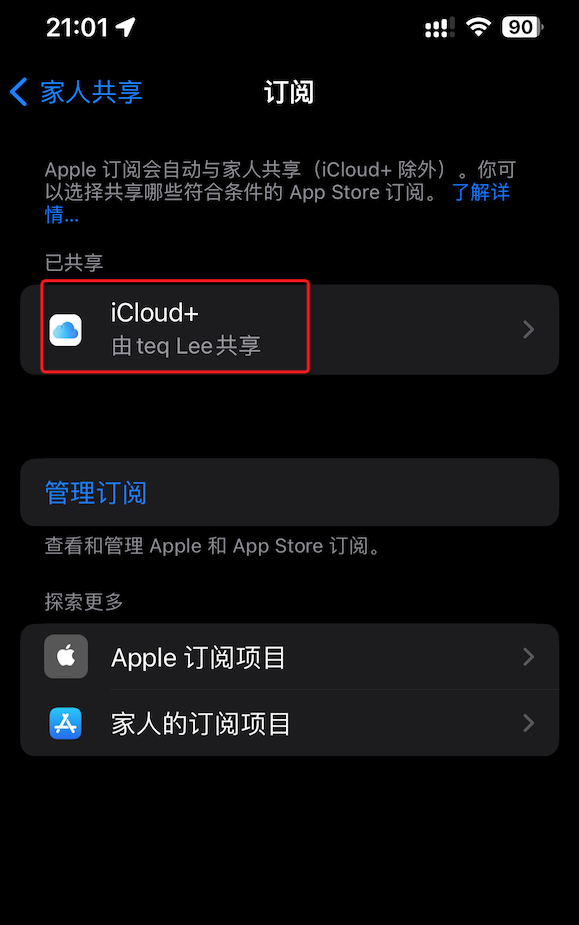 21:01
90
家人共享
订阅
Apple 订阅会自动与家人共享（iCloud+ 除外）。你可
以选择共享哪些符合条件的 App Store 订阅。 了解详
情...
已共享
iCloud+
由 teq Lee 共享
管理订阅
查看和管理 Apple 和 App Store 订阅。
探索更多
Apple 订阅项目
家人的订阅项目